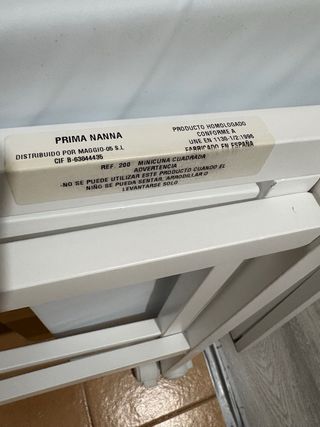 PRIMA NANNA
DISTRIBUIDO POR MAGGIO-05 S.L
CIF B-63844435
PRODUCTO HOMOLOGADO
CONFORME A
UNE EN 1130-1/2:1996
FABRICADO EN ESPAÑA
REF. 200 MINICUNA CUADRADA
ADVERTENCIA
-NO SE PUEDE UTILIZAR ESTE PRODUCTO CUANDO EL
NIÑO SE PUEDA SENTAR, ARRODILLAR O
LEVANTARSE SOLO